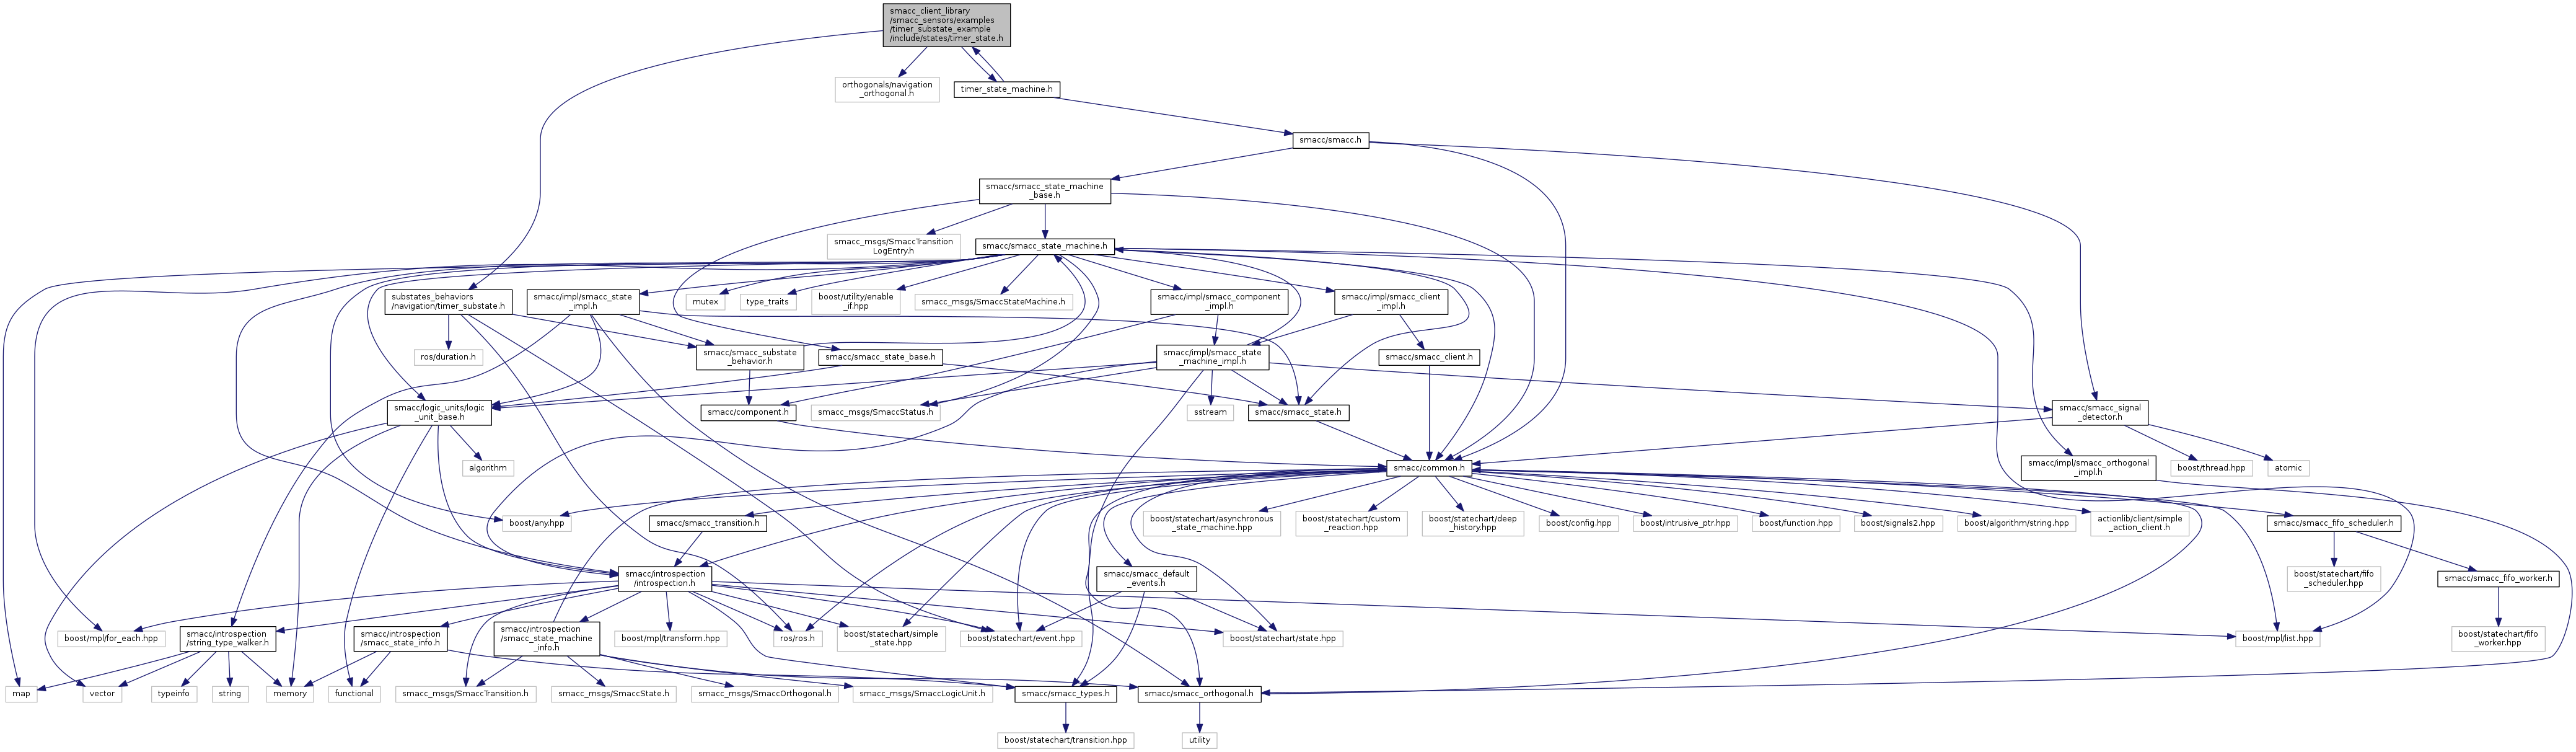 smacc_client_library
/smacc_sensors/examples
/timer_substate_example
/include/states/timer_state.h
orthogonals/navigation
_orthogonal.h
timer_state_machine.h
smacc/smacc.h
smacc/smacc_state_machine
_base.h
smacc_msgs/SmaccTransition
LogEntry.h
smacc/smacc_state_machine.h
substates_behaviors
/navigation/timer_substate.h
smacc/impl/smacc_state
_impl.h
mutex
type_traits
boost/utility/enable
_if.hpp
smacc_msgs/SmaccStateMachine.h
smacc/impl/smacc_component
_impl.h
smacc/impl/smacc_client
_impl.h
ros/duration.h
smacc/smacc_substate
_behavior.h
smacc/smacc_state_base.h
smacc/impl/smacc_state
_machine_impl.h
smacc/smacc_client.h
smacc/logic_units/logic
_unit_base.h
smacc/component.h
smacc_msgs/SmaccStatus.h
sstream
smacc/smacc_state.h
smacc/smacc_signal
_detector.h
algorithm
smacc/common.h
smacc/impl/smacc_orthogonal
_impl.h
boost/thread.hpp
atomic
boost/any.hpp
smacc/smacc_transition.h
boost/statechart/asynchronous
_state_machine.hpp
boost/statechart/custom
_reaction.hpp
boost/statechart/deep
_history.hpp
boost/config.hpp
boost/intrusive_ptr.hpp
boost/function.hpp
boost/signals2.hpp
boost/algorithm/string.hpp
actionlib/client/simple
_action_client.h
smacc/smacc_fifo_scheduler.h
smacc/introspection
/introspection.h
smacc/smacc_default
_events.h
boost/statechart/fifo
_scheduler.hpp
smacc/smacc_fifo_worker.h
boost/mpl/for_each.hpp
smacc/introspection
/string_type_walker.h
smacc/introspection
/smacc_state_info.h
smacc/introspection
/smacc_state_machine
_info.h
boost/mpl/transform.hpp
ros/ros.h
boost/statechart/simple
_state.hpp
boost/statechart/event.hpp
boost/statechart/state.hpp
boost/mpl/list.hpp
boost/statechart/fifo
_worker.hpp
map
vector
typeinfo
string
memory
functional
smacc_msgs/SmaccTransition.h
smacc_msgs/SmaccState.h
smacc_msgs/SmaccOrthogonal.h
smacc_msgs/SmaccLogicUnit.h
smacc/smacc_types.h
smacc/smacc_orthogonal.h
boost/statechart/transition.hpp
utility